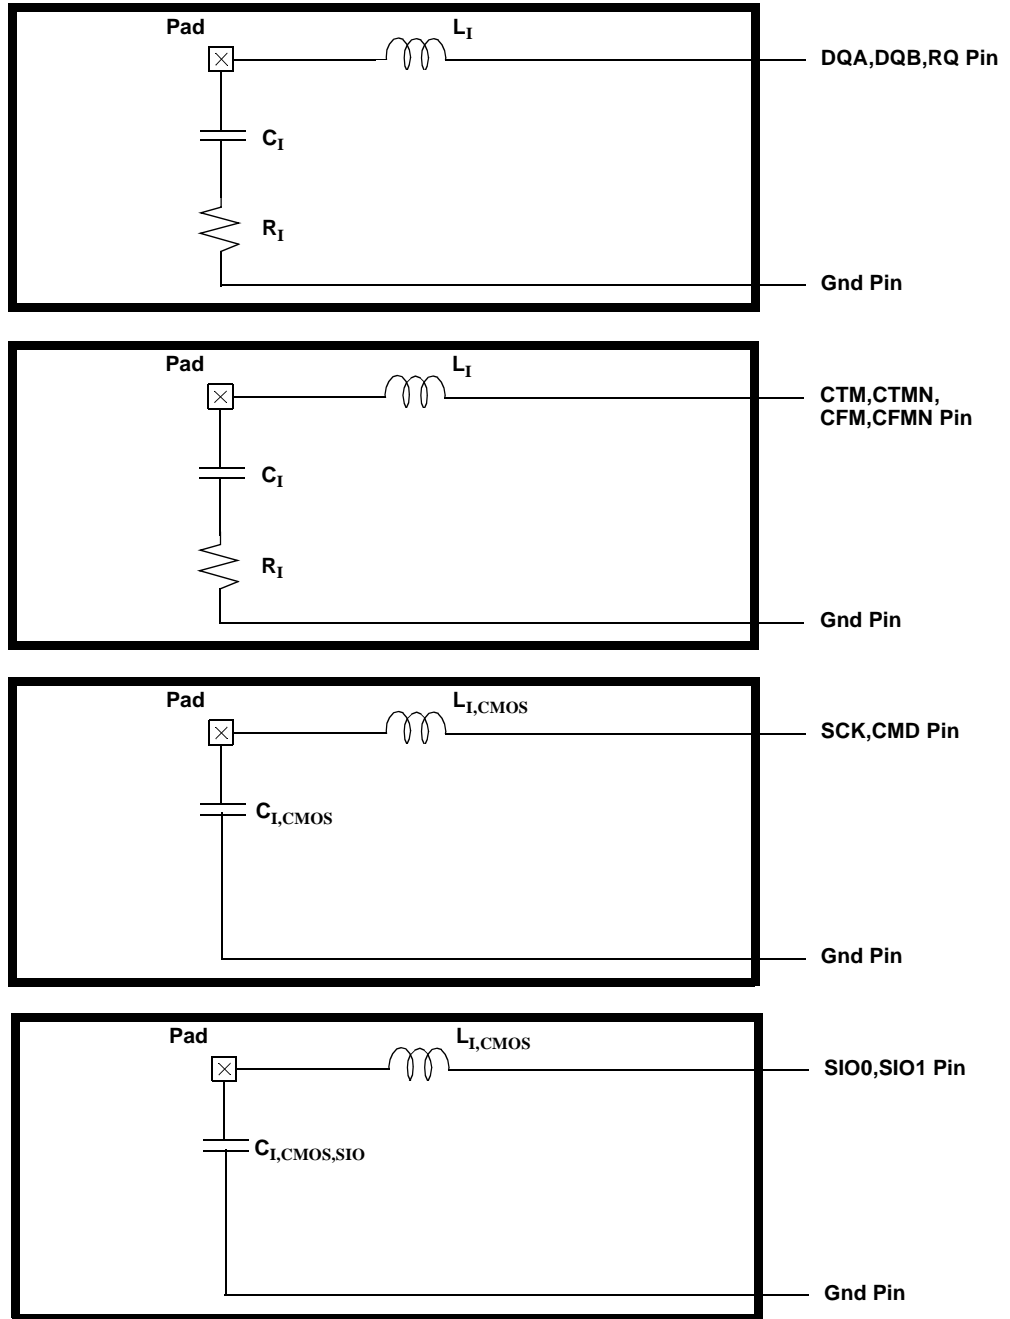 Pad
L_I
DQA,DQB,RQ Pin
C_I
R_I
Gnd Pin
Pad
L_I
CTM,CTMN,
CFM,CFMN Pin
C_I
R_I
Gnd Pin
Pad
L_I,CMOS
SCK,CMD Pin
C_I,CMOS
Gnd Pin
Pad
L_I,CMOS
SIO0,SIO1 Pin
C_I,CMOS,SIO
Gnd Pin